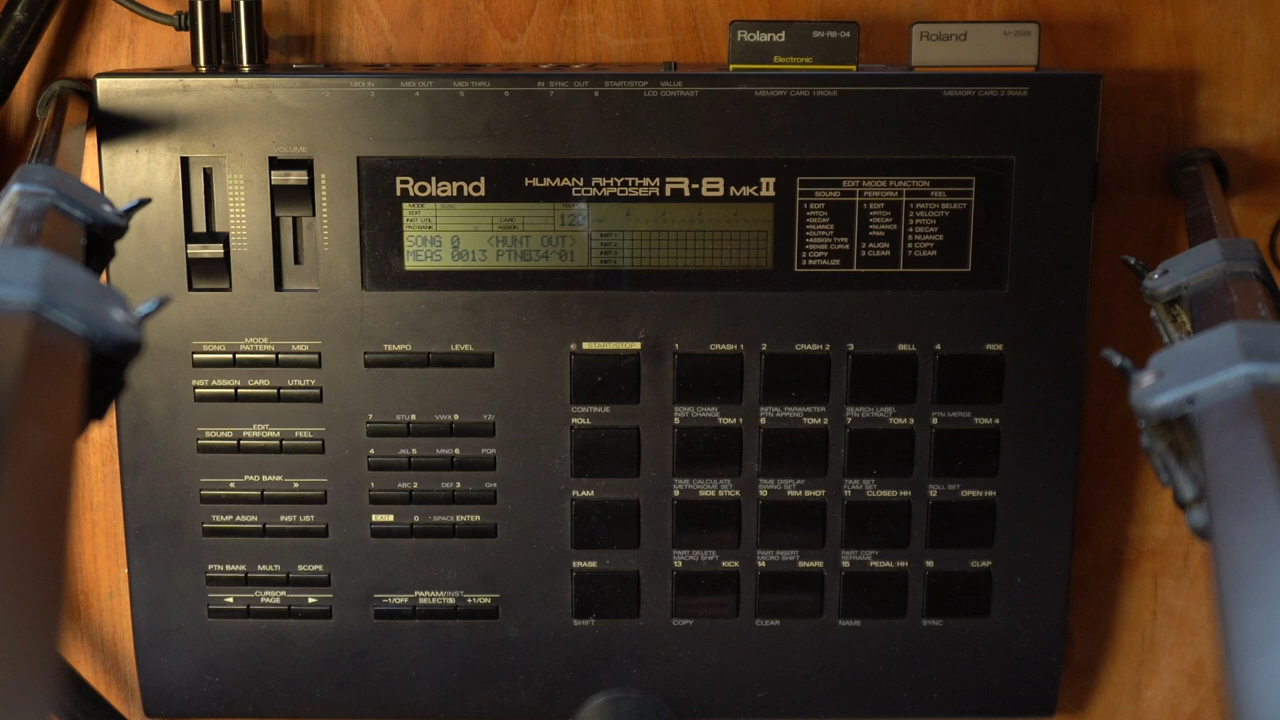 Roland SN-R8-04
Electronic
Roland M-256E
MIDI IN MIDI OUT MIDI THRU IN SYNC OUT START/STOP VALUE
3 4 5 6 7 8 LCD CONTRAST MEMORY CARD 1(ROM) MEMORY CARD 2 (RAM)
VOLUME
Roland HUMAN RHYTHM COMPOSER R-8 MKII
MODE SONG TEMPO
EDIT
INST UTIL CARD 120
PAD BANK ASSIGN
SONG 0 <HUNT OUT>
MEAS 0013
INST 1
INST 2
INST 3
INST 4
EDIT MODE FUNCTION
SOUND PERFORM FEEL
1 EDIT 1 EDIT 1 PATCH SELECT
•PITCH •PITCH 2 VELOCITY
•DECAY •DECAY 3 PITCH
•NUANCE •NUANCE 4 DECAY
•OUTPUT •PAN 5 NUANCE
•ASSIGN TYPE
•SENSE CURVE 2 ALIGN 6 COPY
2 COPY 3 CLEAR 7 CLEAR
3 INITIALIZE
MODE
SONG PATTERN MIDI
INST ASSIGN CARD UTILITY
EDIT
SOUND PERFORM FEEL
PAD BANK
« »
TEMP ASGN INST LIST
PTN BANK MULTI SCOPE
CURSOR
◄ PAGE ►
TEMPO LEVEL
7 STU 8 VWX 9 YZ/
4 JKL 5 MNO 6 PQR
1 ABC 2 DEF 3 GHI
EXIT 0 * SPACE ENTER
PARAM/INST
–1/OFF SELECT($) +1/ON
START/STOP 1 CRASH 1 2 CRASH 2 3 BELL 4 RIDE
CONTINUE SONG CHAIN INITIAL PARAMETER SEARCH LABEL
INST CHANGE PTN APPEND PTN EXTRACT PTN MERGE
ROLL 5 TOM 1 6 TOM 2 7 TOM 3 8 TOM 4
TIME CALCULATE TIME DISPLAY TIME SET
METRONOME SET SWING SET FLAM SET ROLL SET
FLAM 9 SIDE STICK 10 RIM SHOT 11 CLOSED HH 12 OPEN HH
PART DELETE PART INSERT PART COPY
MACRO SHIFT MICRO SHIFT REFRAME
ERASE 13 KICK 14 SNARE 15 PEDAL HH 16 CLAP
SHIFT COPY CLEAR NAME SYNC